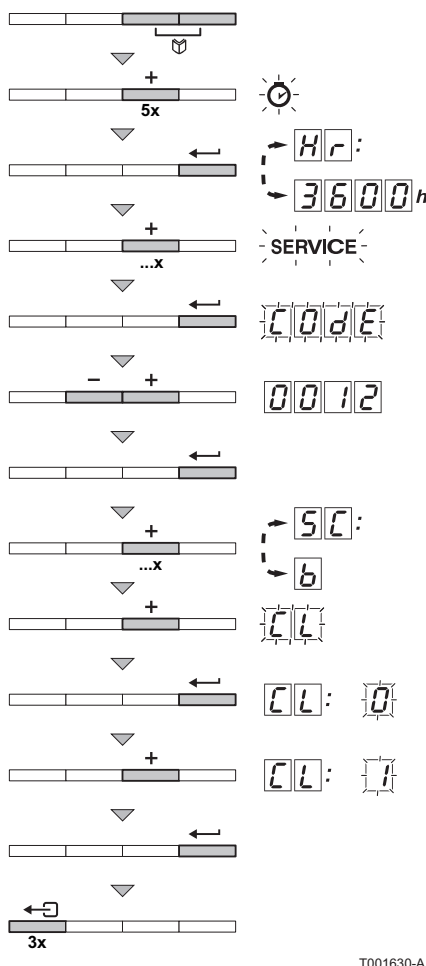 +
5x
Hr:
3600h
+
...x
SERVICE
COdE
- +
0012
+
...x
SC:
b
+
CL
CL: 0
+
CL: 1
3x
T001630-A